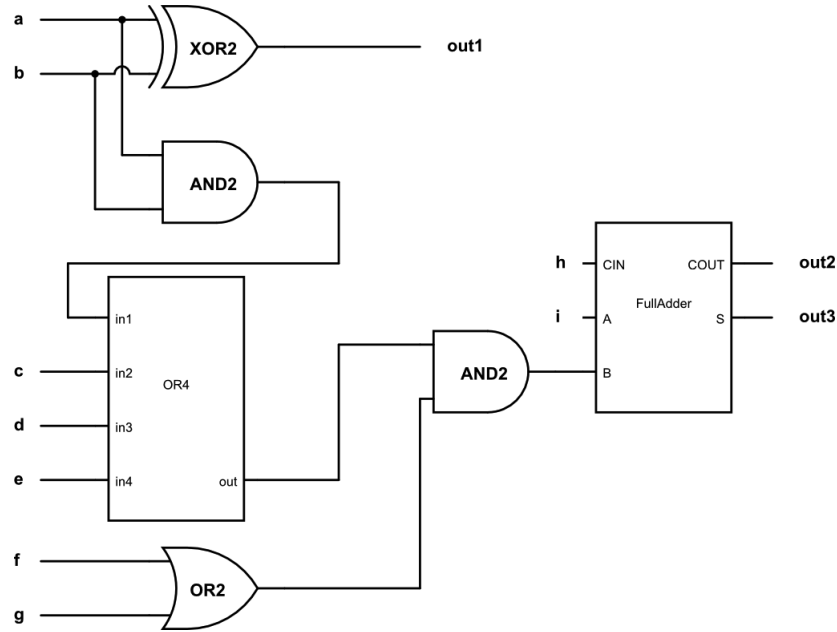 a
XOR2
out1
b
AND2
h
CIN
COUT
out2
FullAdder
in1
i
A
S
out3
c
in2
OR4
AND2
B
d
in3
e
in4
out
f
OR2
g